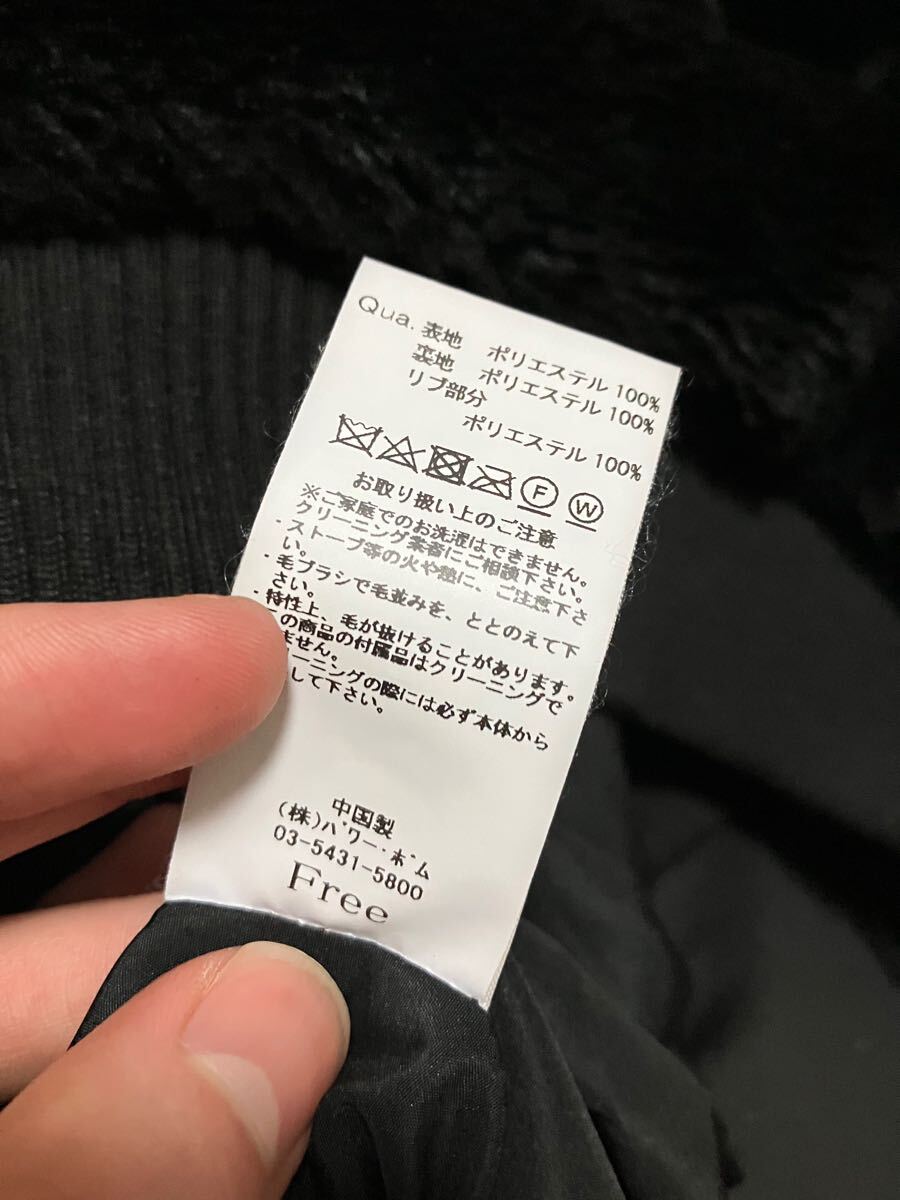 Qua. 表地 ポリエステル 100%
裏地 ポリエステル 100%
リブ部分
ポリエステル 100%
F W
お取り扱い上のご注意
※ご家庭でのお洗濯はできません。
クリーニング業者にご相談下さい。
・ストーブ等の火や熱に、ご注意下さ
い。
・毛ブラシで毛並みを、ととのえて下
さい。
・特性上、毛が抜けることがあります。
の商品の付属品はクリーニングで
ません。
ーニングの際には必ず本体から
して下さい。
中国製
(株)パワー・ホーム
03-5431-5800
Free